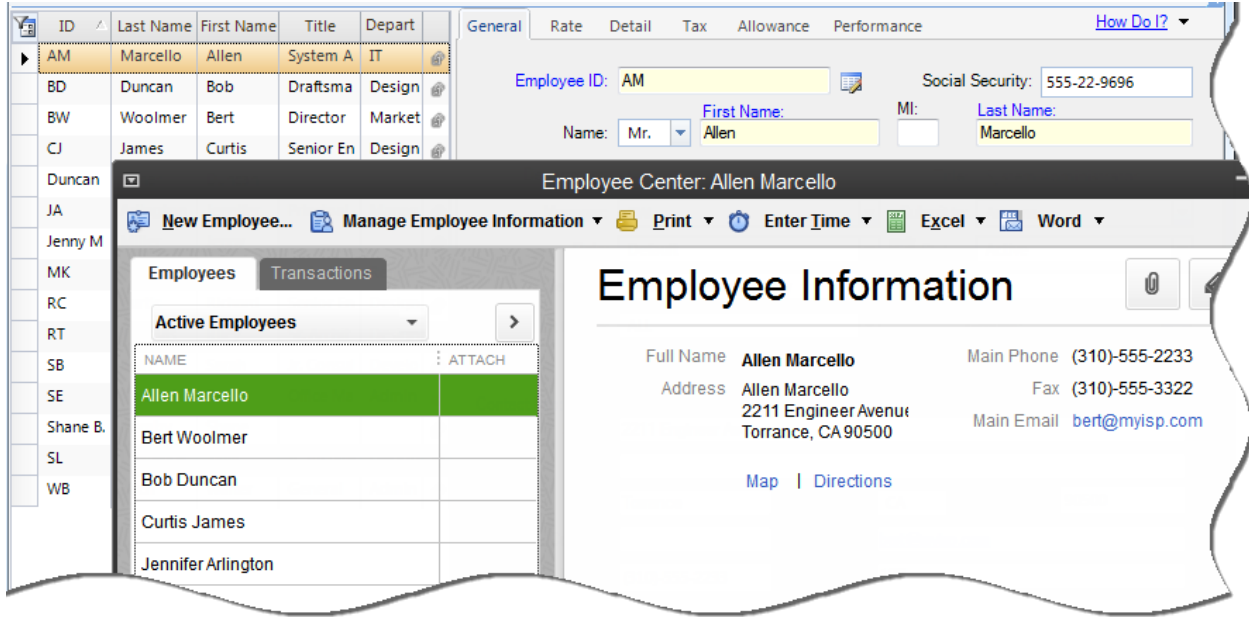 ID Last Name First Name Title Depart
AM Marcello Allen System A IT
BD Duncan Bob Draftsma Design
BW Woolmer Bert Director Market
CJ James Curtis Senior En Design
Duncan
JA
Jenny M
MK
RC
RT
SB
SE
Shane B.
SL
WB
General Rate Detail Tax Allowance Performance How Do I?
Employee ID: AM Social Security: 555-22-9696
First Name: MI: Last Name:
Name: Mr. Allen Marcello
Employee Center: Allen Marcello
New Employee... Manage Employee Information Print Enter Time Excel Word
Employees Transactions
Active Employees
NAME ATTACH
Allen Marcello
Bert Woolmer
Bob Duncan
Curtis James
Jennifer Arlington
Employee Information
Full Name Allen Marcello
Address Allen Marcello
2211 Engineer Avenue
Torrance, CA 90500
Map | Directions
Main Phone (310)-555-2233
Fax (310)-555-3322
Main Email bert@myisp.com